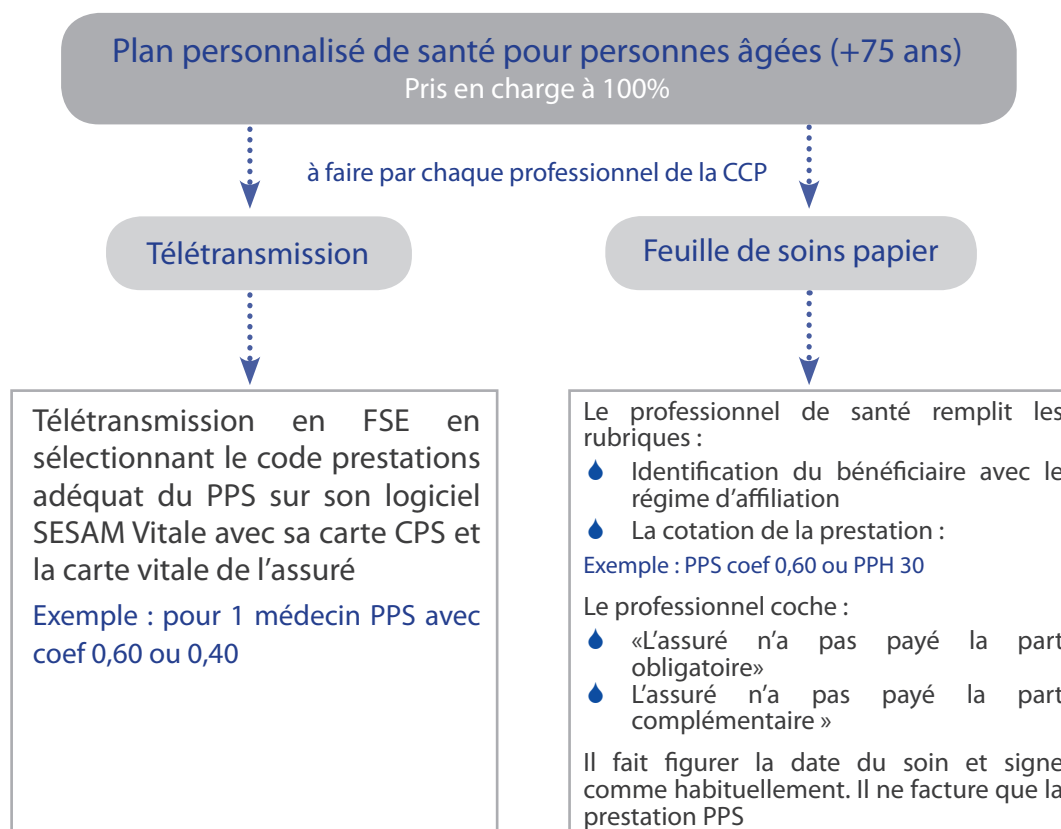 Plan personnalisé de santé pour personnes âgées (+75 ans)
Pris en charge à 100%
à faire par chaque professionnel de la CCP
Télétransmission
Feuille de soins papier
Télétransmission en FSE en
sélectionnant le code prestations
adéquat du PPS sur son logiciel
SESAM Vitale avec sa carte CPS et
la carte vitale de l'assuré
Exemple : pour 1 médecin PPS avec
coef 0,60 ou 0,40
Le professionnel de santé remplit les
rubriques :
Identification du bénéficiaire avec le
régime d'affiliation
La cotation de la prestation :
Exemple : PPS coef 0,60 ou PPH 30
Le professionnel coche :
«L'assuré n'a pas payé la part
obligatoire»
L'assuré n'a pas payé la part
complémentaire »
Il fait figurer la date du soin et signe
comme habituellement. Il ne facture que la
prestation PPS